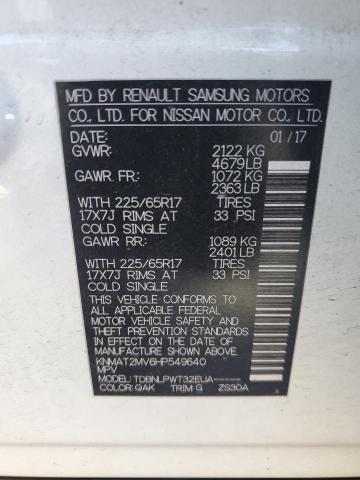 MFD BY RENAULT SAMSUNG MOTORS
CO., LTD. FOR NISSAN MOTOR CO., LTD.
DATE: 01/17
GVWR: 2122 KG
4679LB
GAWR FR: 1072 KG
2363 LB
WITH 225/65R17 TIRES
17X7J RIMS AT 33 PSI
COLD SINGLE
GAWR RR: 1089 KG
2401 LB
WITH 225/65R17 TIRES
17X7J RIMS AT 33 PSI
COLD SINGLE
THIS VEHICLE CONFORMS TO
ALL APPLICABLE FEDERAL
MOTOR VEHICLE SAFETY AND
THEFT PREVENTION STANDARDS
IN EFFECT ON THE DATE OF
MANUFACTURE SHOWN ABOVE.
KNMAT2MV6HP549640
MPV
MODEL: TDBNLPWT32EUA-----
COLOR: QAK TRIM: G ZS30A